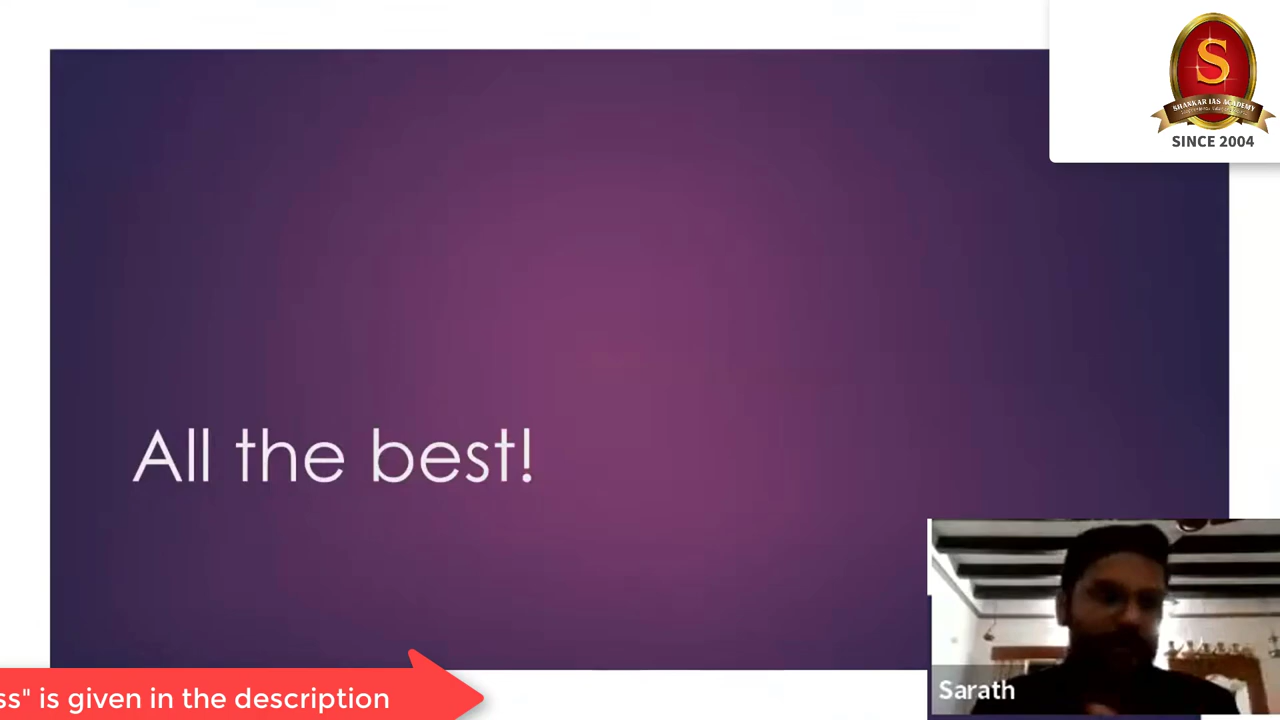 S
SHANKAR IAS ACADEMY
SINCE 2004
All the best!
Sarath
ss" is given in the description